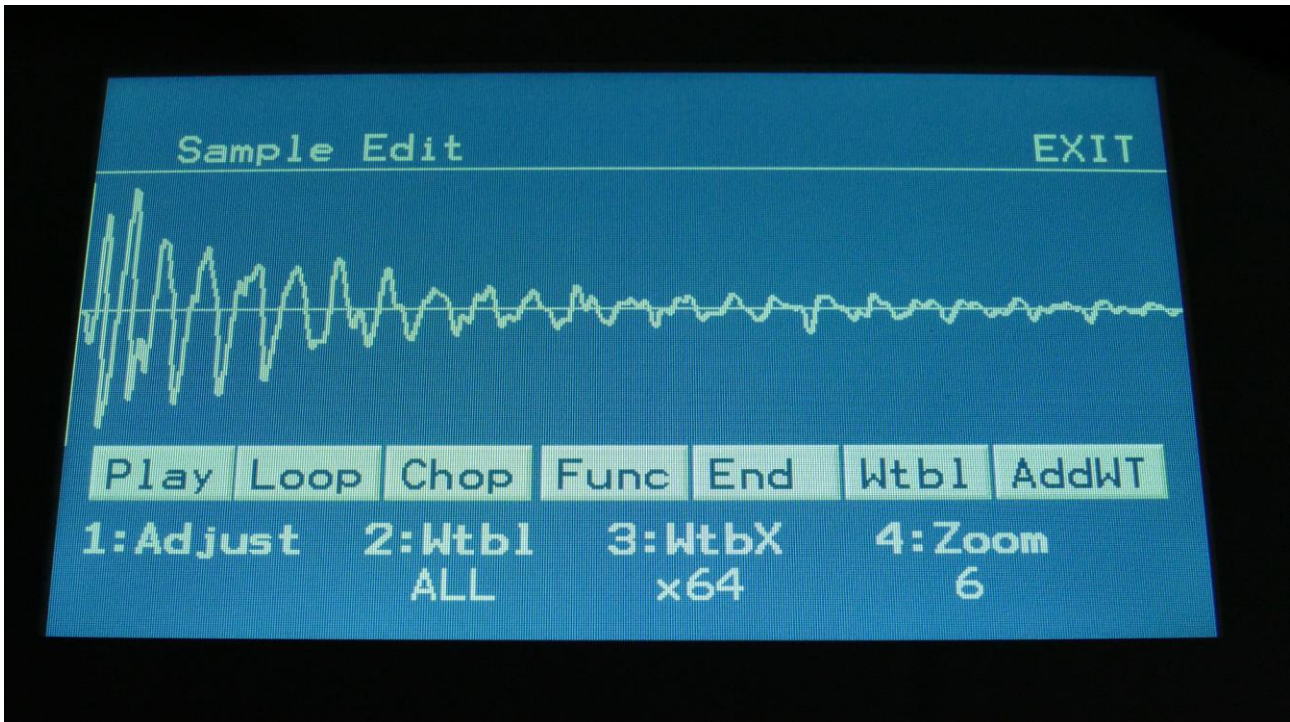 Sample Edit EXIT
Play Loop Chop Func End Wtbl AddWT
1:Adjust 2:Wtbl 3:WtbX 4:Zoom
ALL x64 6